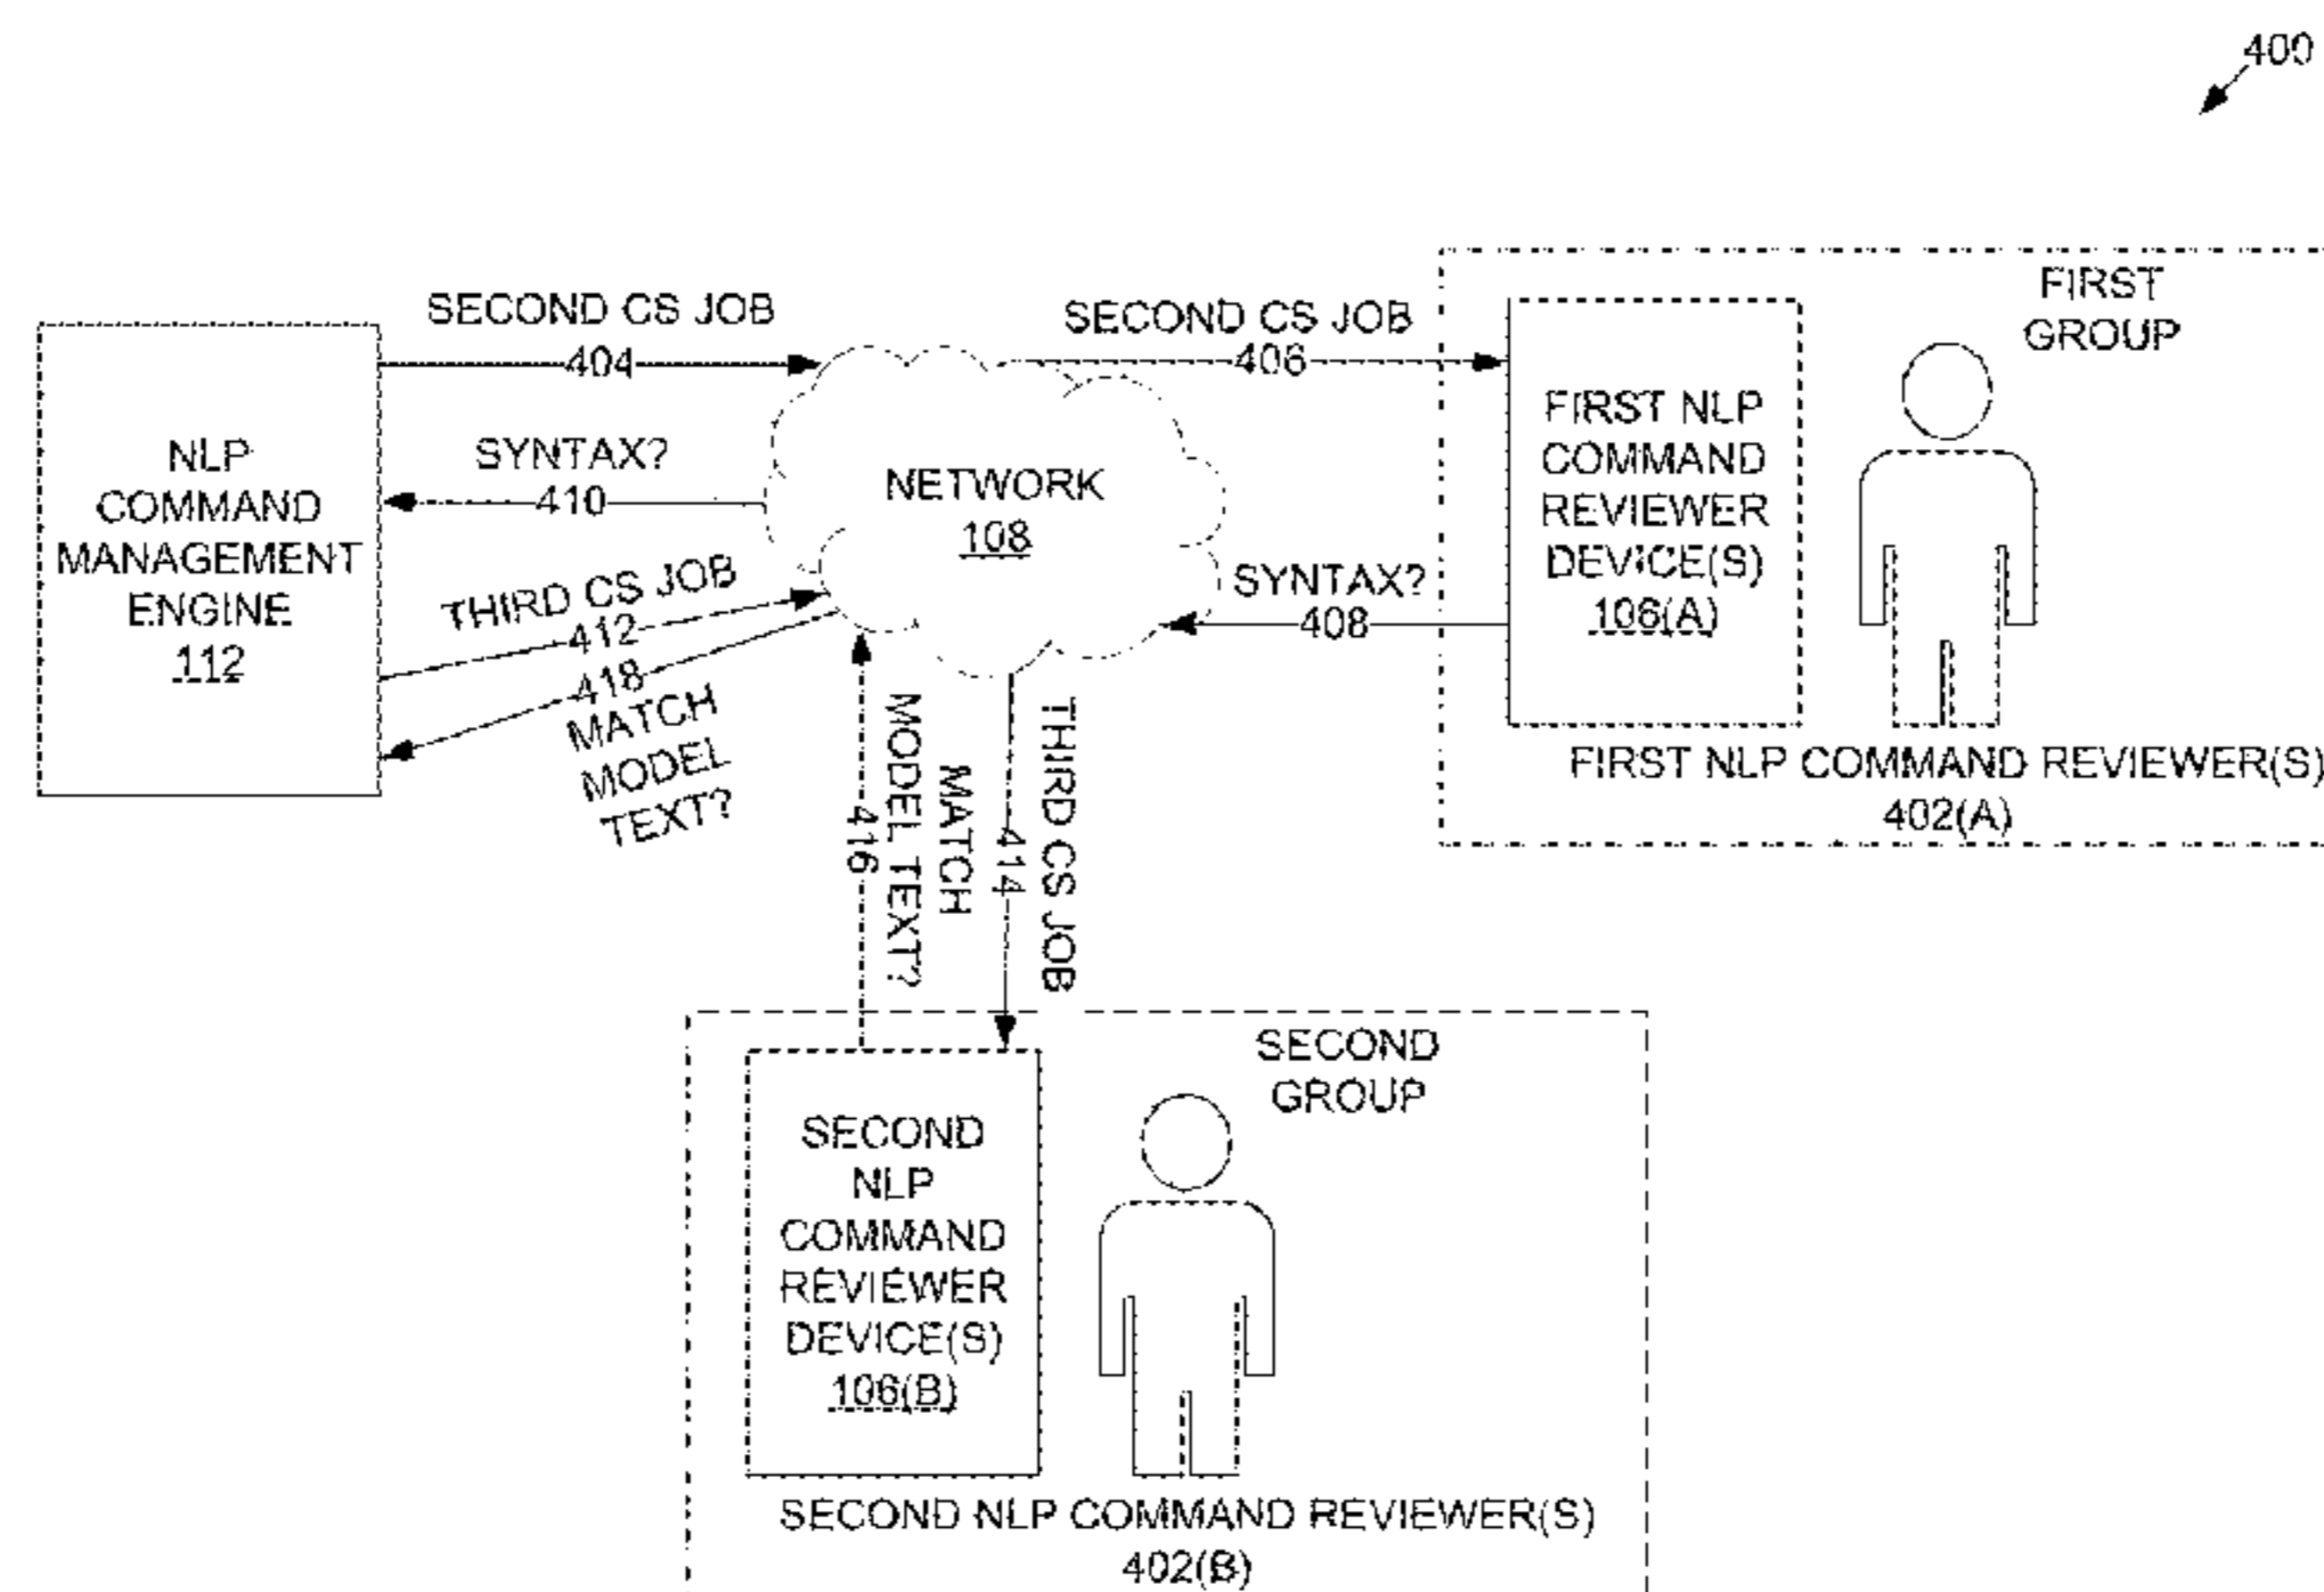 400
FIRST
GROUP
SECOND CS JOB
404
SECOND CS JOB
406
NLP
COMMAND
MANAGEMENT
ENGINE
112
SYNTAX?
410
NETWORK
108
FIRST NLP
COMMAND
REVIEWER
DEVICE(S)
106(A)
SYNTAX?
408
THIRD CS JOB
412
418
MATCH
MODEL
TEXT?
FIRST NLP COMMAND REVIEWER(S)
402(A)
THIRD CS JOB
414
MATCH
MODEL TEXT?
416
SECOND
GROUP
SECOND
NLP
COMMAND
REVIEWER
DEVICE(S)
106(B)
SECOND NLP COMMAND REVIEWER(S)
402(B)